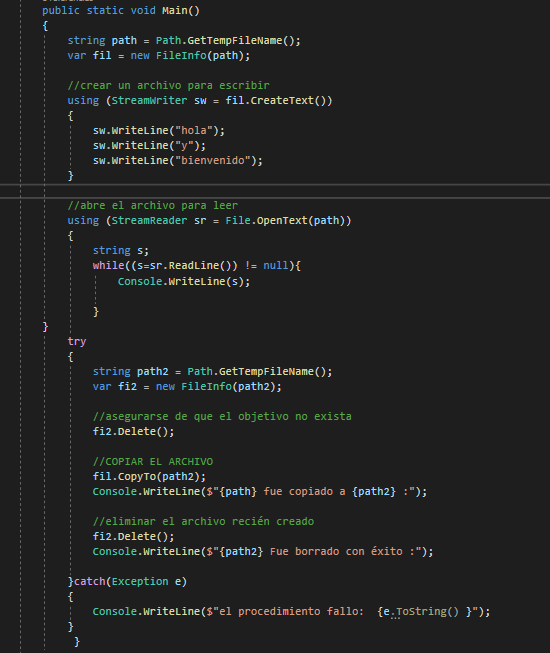 public static void Main()
{
string path = Path.GetTempFileName();
var fil = new FileInfo(path);
//crear un archivo para escribir
using (StreamWriter sw = fil.CreateText())
{
sw.WriteLine("hola");
sw.WriteLine("y");
sw.WriteLine("bienvenido");
}
//abre el archivo para leer
using (StreamReader sr = File.OpenText(path))
{
string s;
while((s=sr.ReadLine()) != null){
Console.WriteLine(s);
}
}
try
{
string path2 = Path.GetTempFileName();
var fi2 = new FileInfo(path2);
//asegurarse de que el objetivo no exista
fi2.Delete();
//COPIAR EL ARCHIVO
fil.CopyTo(path2);
Console.WriteLine($"{path} fue copiado a {path2} :");
//eliminar el archivo recién creado
fi2.Delete();
Console.WriteLine($"{path2} Fue borrado con éxito :");
}catch(Exception e)
{
Console.WriteLine($"el procedimiento fallo:  {e.ToString() }");
}
}